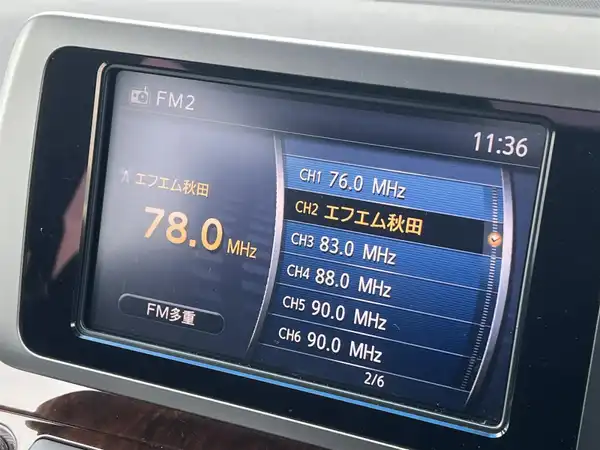 FM2
11:36
エフエム秋田
78.0 MHz
FM多重
CH1 76.0 MHz
CH2 エフエム秋田
CH3 83.0 MHz
CH4 88.0 MHz
CH5 90.0 MHz
CH6 90.0 MHz
2/6